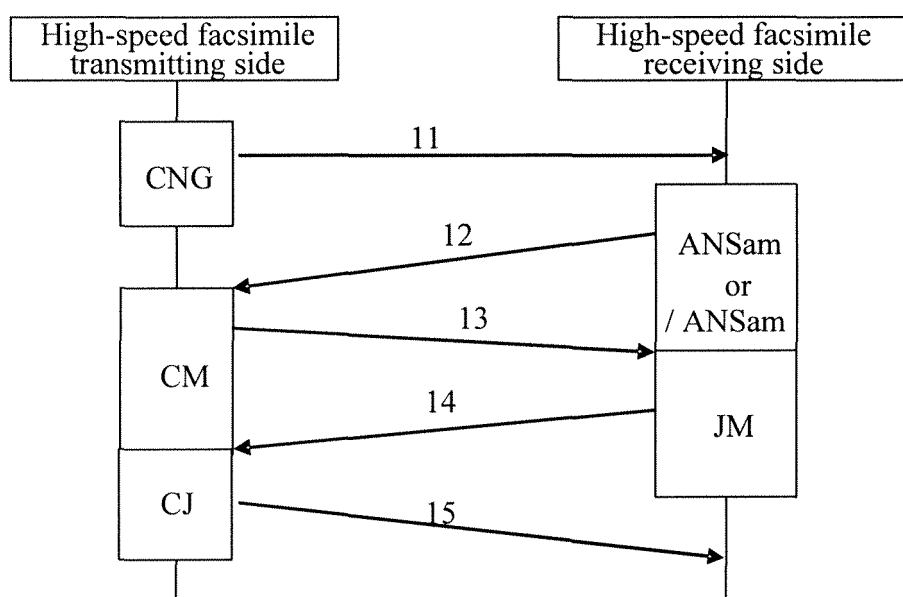 High-speed facsimile
transmitting side
High-speed facsimile
receiving side
11
CNG
12
ANSam
or
/ ANSam
13
CM
14
JM
CJ
15